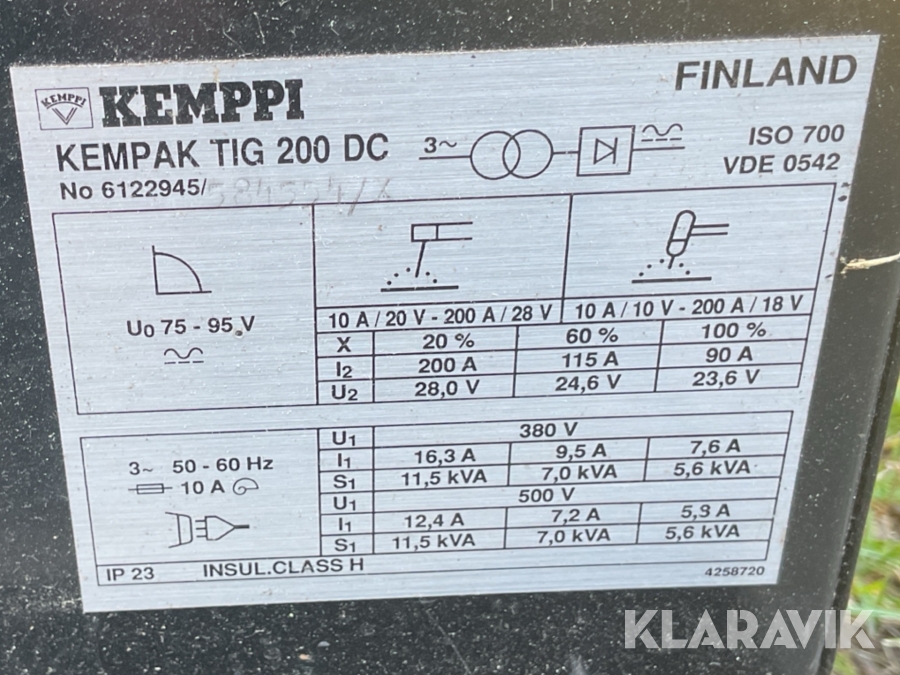 KEMPPI
KEMPPI
FINLAND
KEMPAK TIG 200 DC
3~
ISO 700
VDE 0542
No 6122945/
U0 75 - 95 V
10 A / 20 V - 200 A / 28 V
10 A / 10 V - 200 A / 18 V
X 20 % 60 % 100 %
I2 200 A 115 A 90 A
U2 28,0 V 24,6 V 23,6 V
3~ 50 - 60 Hz
10 A
U1 380 V
I1 16,3 A 9,5 A 7,6 A
S1 11,5 kVA 7,0 kVA 5,6 kVA
U1 500 V
I1 12,4 A 7,2 A 5,3 A
S1 11,5 kVA 7,0 kVA 5,6 kVA
IP 23 INSUL.CLASS H
4258720
KLARAVIK